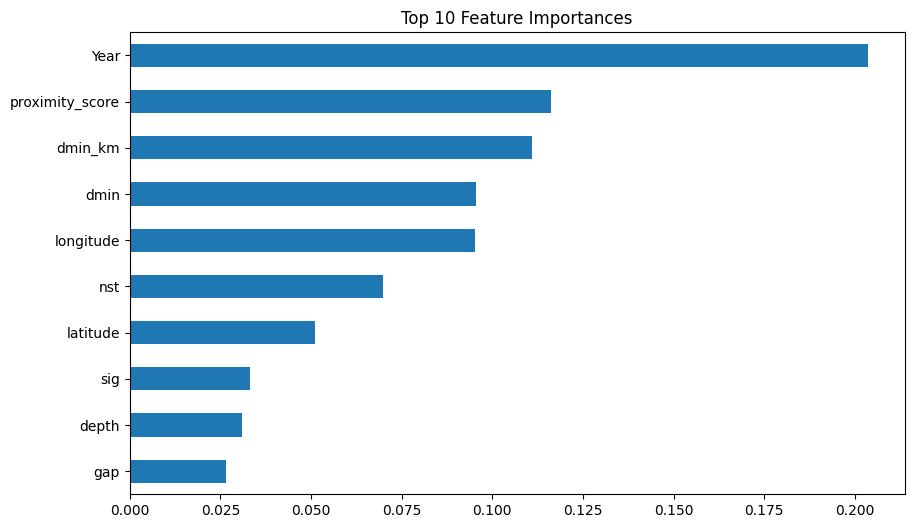 Top 10 Feature Importances
Year
proximity_score
dmin_km
dmin
longitude
nst
latitude
sig
depth
gap
0.000 0.025 0.050 0.075 0.100 0.125 0.150 0.175 0.200